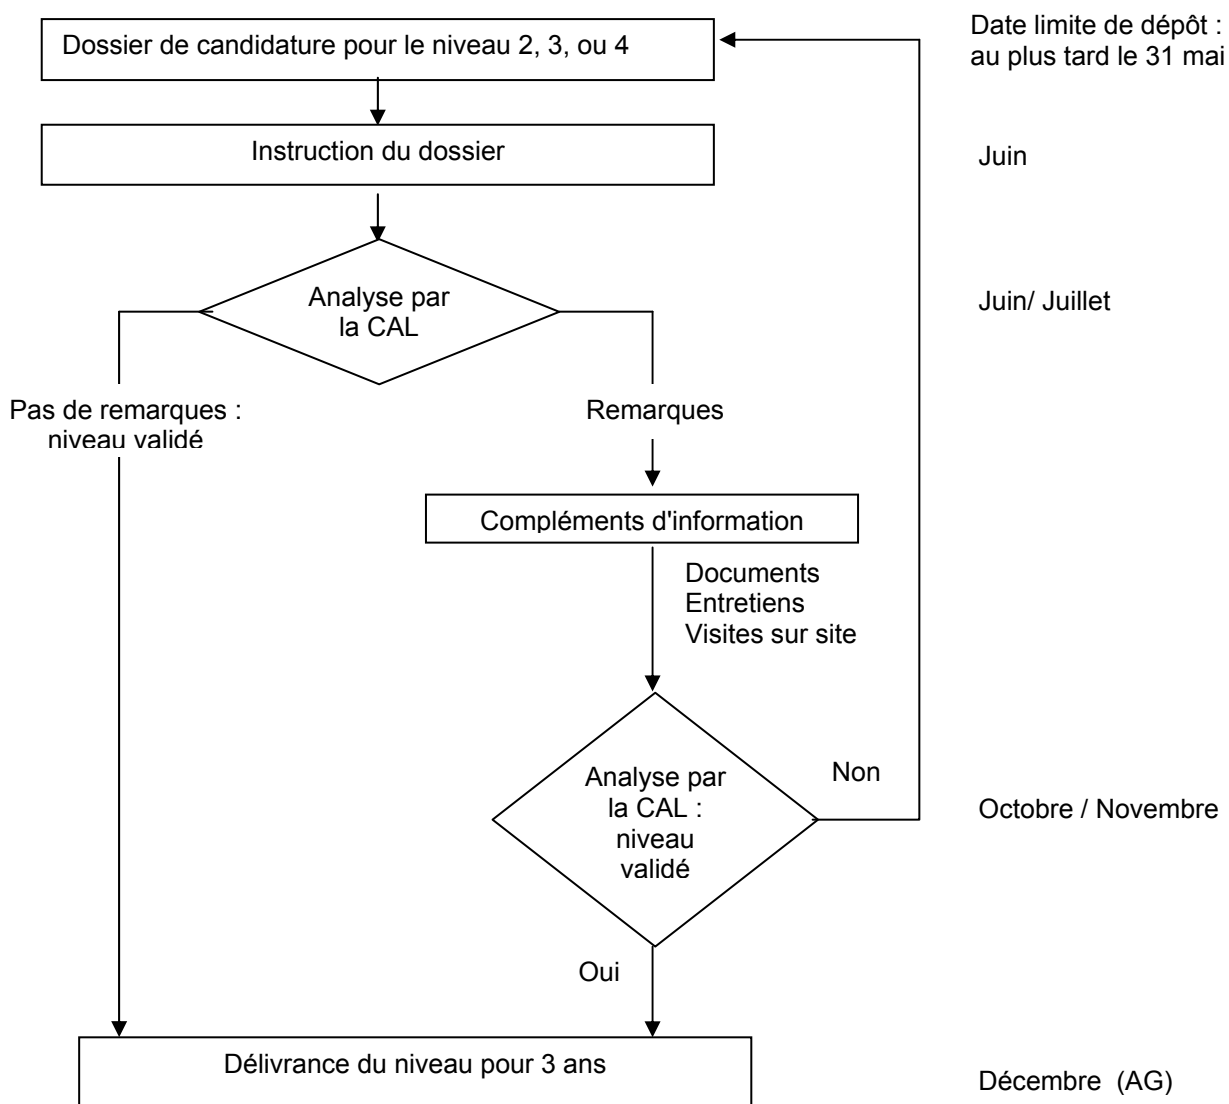 Date limite de dépôt :
au plus tard le 31 mai
Dossier de candidature pour le niveau 2, 3, ou 4
Instruction du dossier
Juin
Analyse par
la CAL
Juin/ Juillet
Pas de remarques :
niveau validé
Remarques
Compléments d'information
Documents
Entretiens
Visites sur site
Analyse par
la CAL :
niveau
validé
Non
Octobre / Novembre
Oui
Délivrance du niveau pour 3 ans
Décembre (AG)